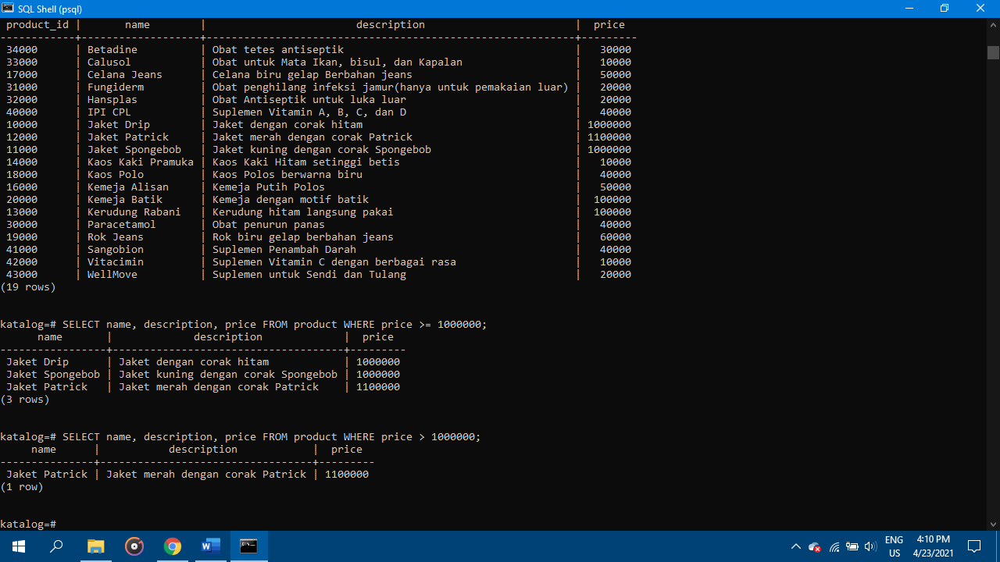 SQL Shell (psql)
 product_id |       name        |                        description                        |  price
------------+-------------------+-----------------------------------------------------------+---------
 34000      | Betadine          | Obat tetes antiseptik                                     |   30000
 33000      | Calusol           | Obat untuk Mata Ikan, bisul, dan Kapalan                  |   10000
 17000      | Celana Jeans      | Celana biru gelap Berbahan jeans                          |   50000
 31000      | Fungiderm         | Obat penghilang infeksi jamur(hanya untuk pemakaian luar) |   20000
 32000      | Hansplas          | Obat Antiseptik untuk luka luar                           |   20000
 40000      | IPI CPL           | Suplemen Vitamin A, B, C, dan D                           |   40000
 10000      | Jaket Drip        | Jaket dengan corak hitam                                  | 1000000
 12000      | Jaket Patrick     | Jaket merah dengan corak Patrick                          | 1100000
 11000      | Jaket Spongebob   | Jaket kuning dengan corak Spongebob                       | 1000000
 14000      | Kaos Kaki Pramuka | Kaos Kaki Hitam setinggi betis                            |   10000
 18000      | Kaos Polo         | Kaos Polos berwarna biru                                  |   40000
 16000      | Kemeja Alisan     | Kemeja Putih Polos                                        |   50000
 20000      | Kemeja Batik      | Kemeja dengan motif batik                                 |  100000
 13000      | Kerudung Rabani   | Kerudung hitam langsung pakai                             |  100000
 30000      | Paracetamol       | Obat penurun panas                                        |   40000
 19000      | Rok Jeans         | Rok biru gelap berbahan jeans                             |   60000
 41000      | Sangobion         | Suplemen Penambah Darah                                   |   40000
 42000      | Vitacimin         | Suplemen Vitamin C dengan berbagai rasa                   |   10000
 43000      | WellMove          | Suplemen untuk Sendi dan Tulang                           |   20000
(19 rows)
katalog=# SELECT name, description, price FROM product WHERE price >= 1000000;
      name       |             description             |  price
-----------------+-------------------------------------+---------
 Jaket Drip      | Jaket dengan corak hitam            | 1000000
 Jaket Spongebob | Jaket kuning dengan corak Spongebob | 1000000
 Jaket Patrick   | Jaket merah dengan corak Patrick    | 1100000
(3 rows)
katalog=# SELECT name, description, price FROM product WHERE price > 1000000;
     name      |           description            |  price
---------------+----------------------------------+---------
 Jaket Patrick | Jaket merah dengan corak Patrick | 1100000
(1 row)
katalog=#
ENG
US
4:10 PM
4/23/2021